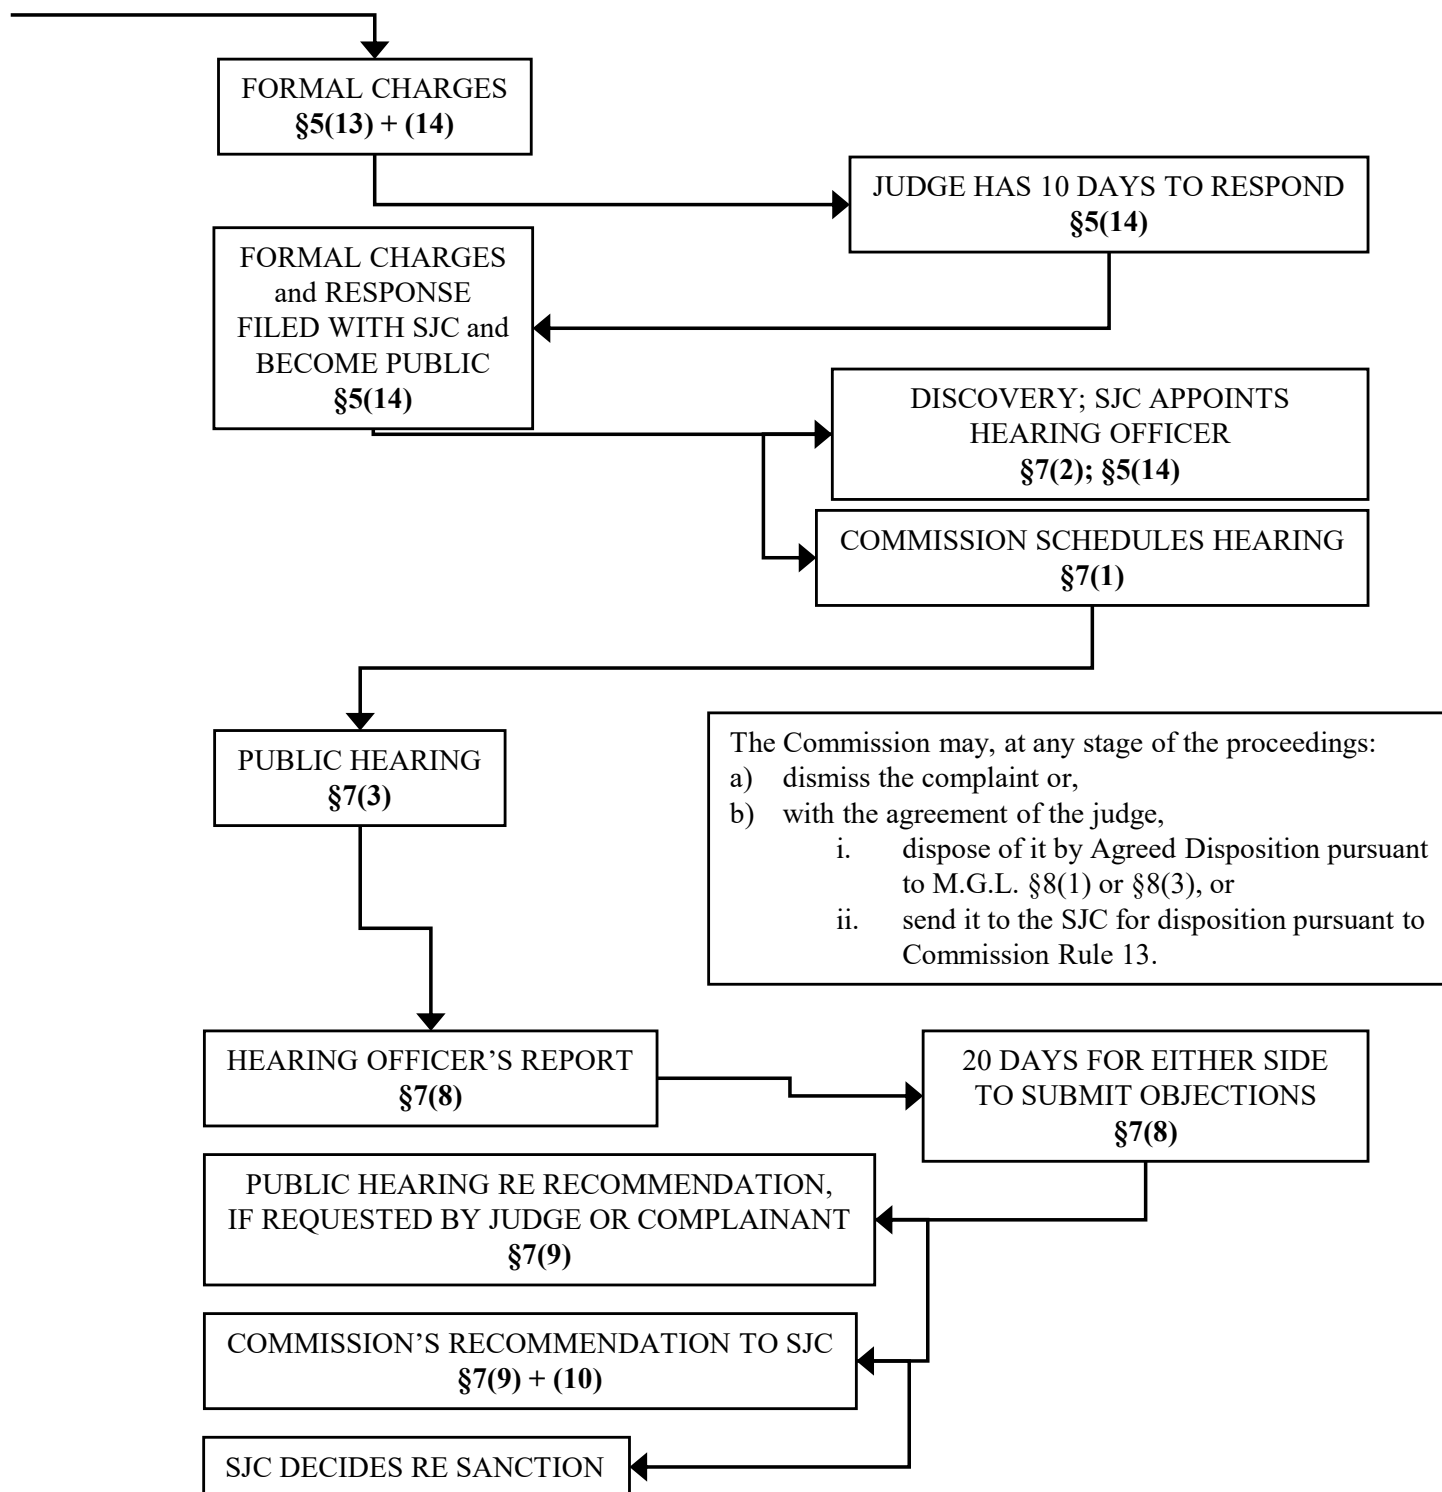 FORMAL CHARGES
§5(13) + (14)
JUDGE HAS 10 DAYS TO RESPOND
§5(14)
FORMAL CHARGES
and RESPONSE
FILED WITH SJC and
BECOME PUBLIC
§5(14)
DISCOVERY; SJC APPOINTS
HEARING OFFICER
§7(2); §5(14)
COMMISSION SCHEDULES HEARING
§7(1)
PUBLIC HEARING
§7(3)
The Commission may, at any stage of the proceedings:
a) dismiss the complaint or,
b) with the agreement of the judge,
i. dispose of it by Agreed Disposition pursuant
to M.G.L. §8(1) or §8(3), or
ii. send it to the SJC for disposition pursuant to
Commission Rule 13.
HEARING OFFICER’S REPORT
§7(8)
20 DAYS FOR EITHER SIDE
TO SUBMIT OBJECTIONS
§7(8)
PUBLIC HEARING RE RECOMMENDATION,
IF REQUESTED BY JUDGE OR COMPLAINANT
§7(9)
COMMISSION’S RECOMMENDATION TO SJC
§7(9) + (10)
SJC DECIDES RE SANCTION